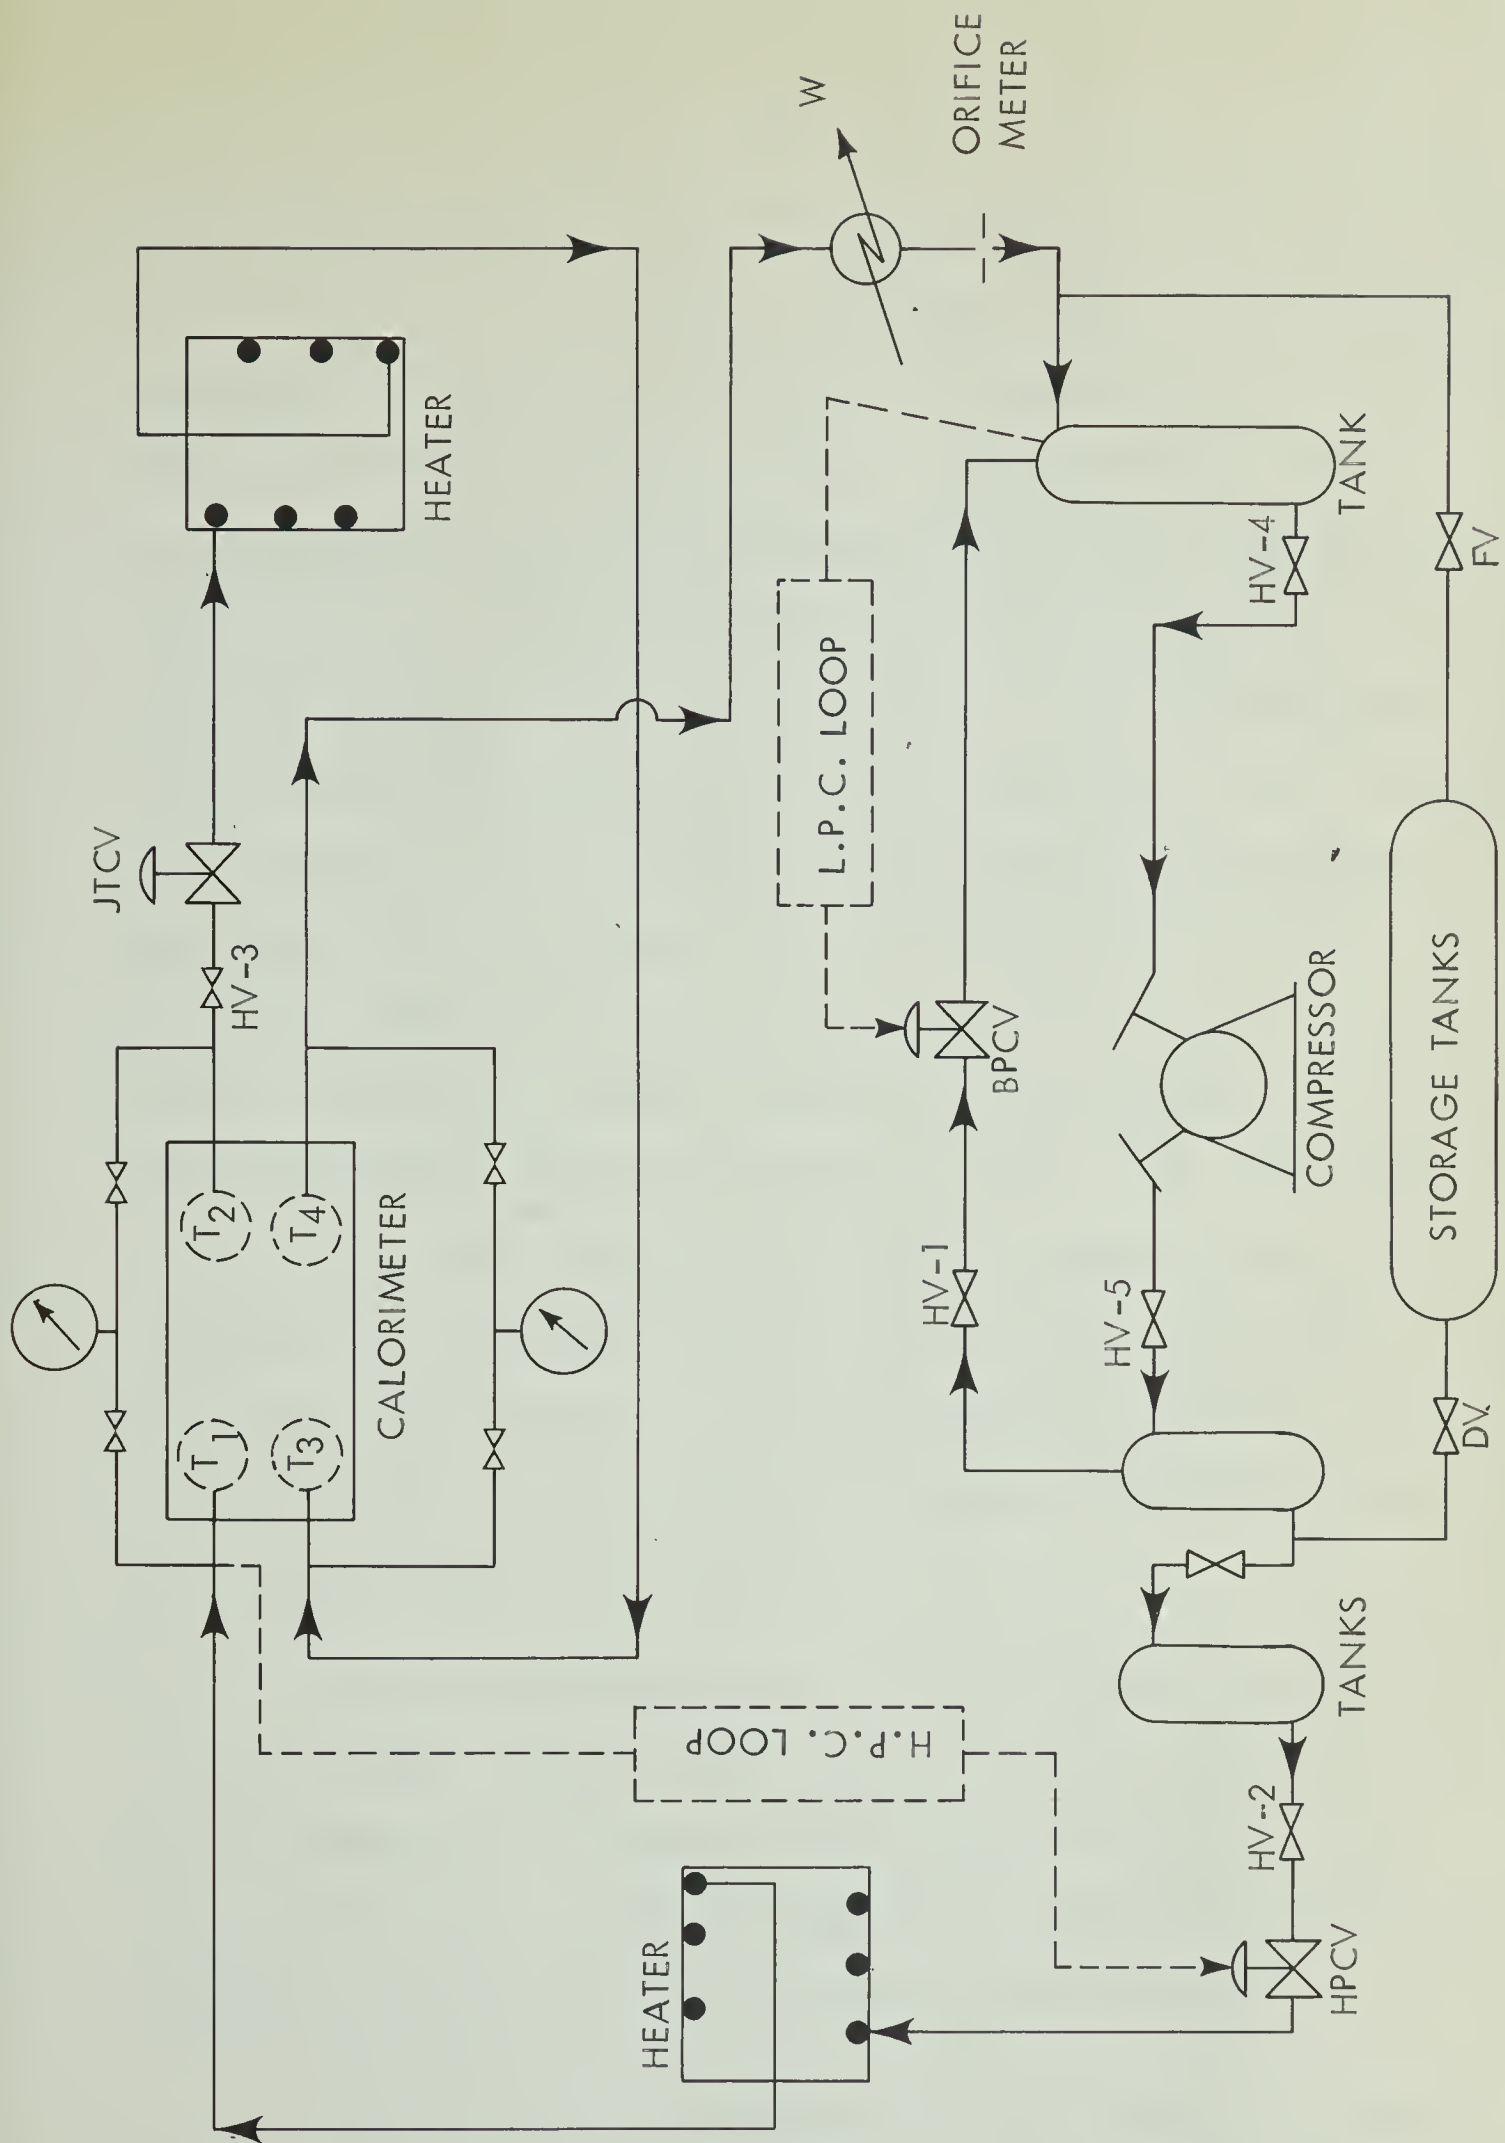 JTCV
HV-3
HEATER
T1
T2
T3
T4
CALORIMETER
W
ORIFICE
METER
L.P.C. LOOP
BPCV
HV-1
TANK
HV-4
FV
COMPRESSOR
HV-5
STORAGE TANKS
DV
TANKS
H.P.C. LOOP
HV-2
HPCV
HEATER